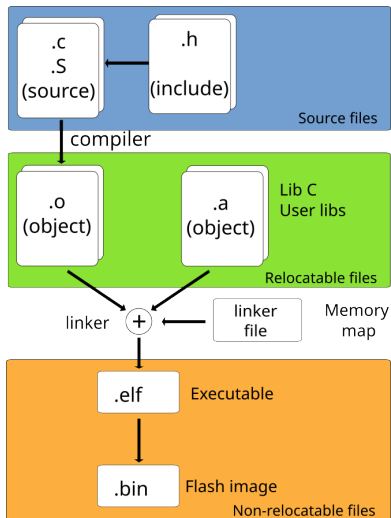 .c
.S
(source)
.h
(include)
Source files
compiler
.o
(object)
.a
(object)
Lib C
User libs
Relocatable files
linker
+
linker
file
Memory
map
.elf
Executable
.bin
Flash image
Non-relocatable files